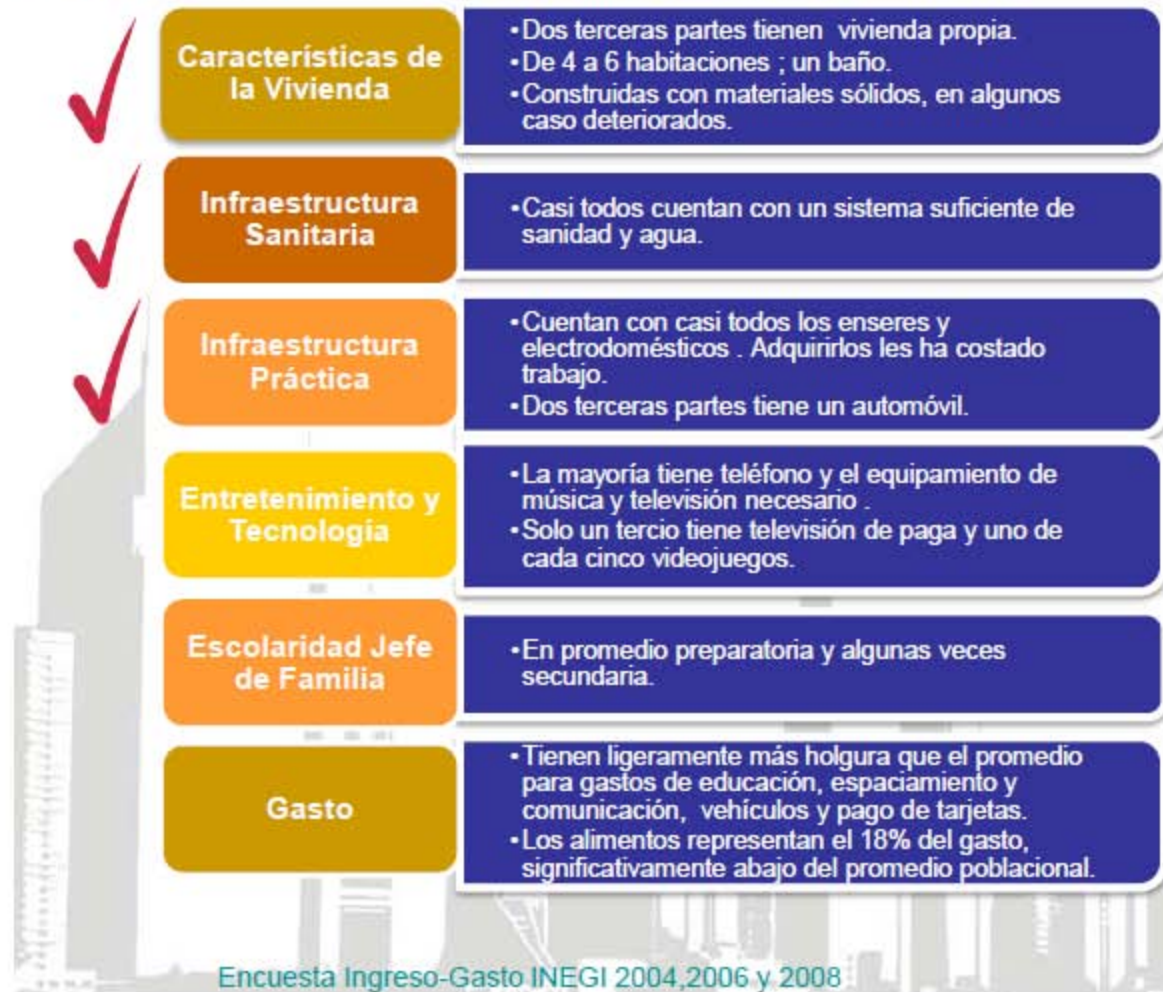 Características de
la Vivienda
•Dos terceras partes tienen vivienda propia.
•De 4 a 6 habitaciones ; un baño.
•Construidas con materiales sólidos, en algunos
caso deteriorados.
Infraestructura
Sanitaria
•Casi todos cuentan con un sistema suficiente de
sanidad y agua.
Infraestructura
Práctica
•Cuentan con casi todos los enseres y
electrodomésticos . Adquirirlos les ha costado
trabajo.
•Dos terceras partes tiene un automóvil.
Entretenimiento y
Tecnología
•La mayoría tiene teléfono y el equipamiento de
música y televisión necesario .
•Solo un tercio tiene televisión de paga y uno de
cada cinco videojuegos.
Escolaridad Jefe
de Familia
•En promedio preparatoria y algunas veces
secundaria.
Gasto
•Tienen ligeramente más holgura que el promedio
para gastos de educación, espaciamiento y
comunicación, vehículos y pago de tarjetas.
•Los alimentos representan el 18% del gasto,
significativamente abajo del promedio poblacional.
Encuesta Ingreso-Gasto INEGI 2004,2006 y 2008